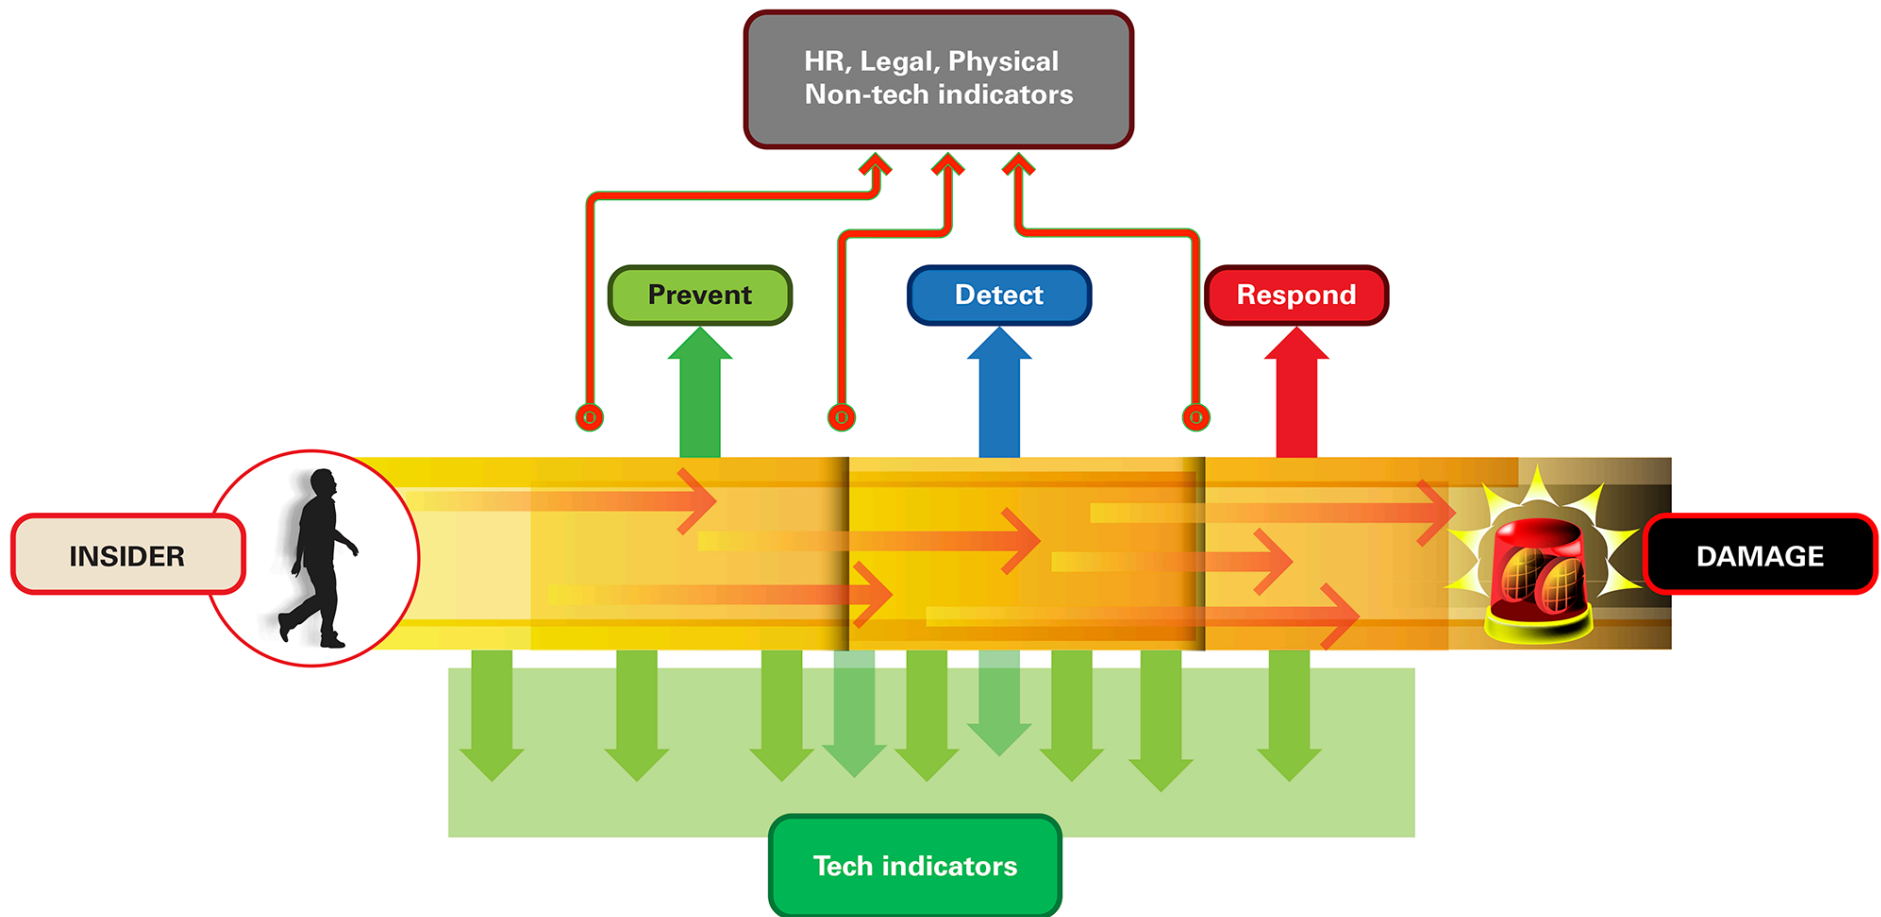 HR, Legal, Physical
Non-tech indicators
Prevent
Detect
Respond
INSIDER
DAMAGE
Tech indicators